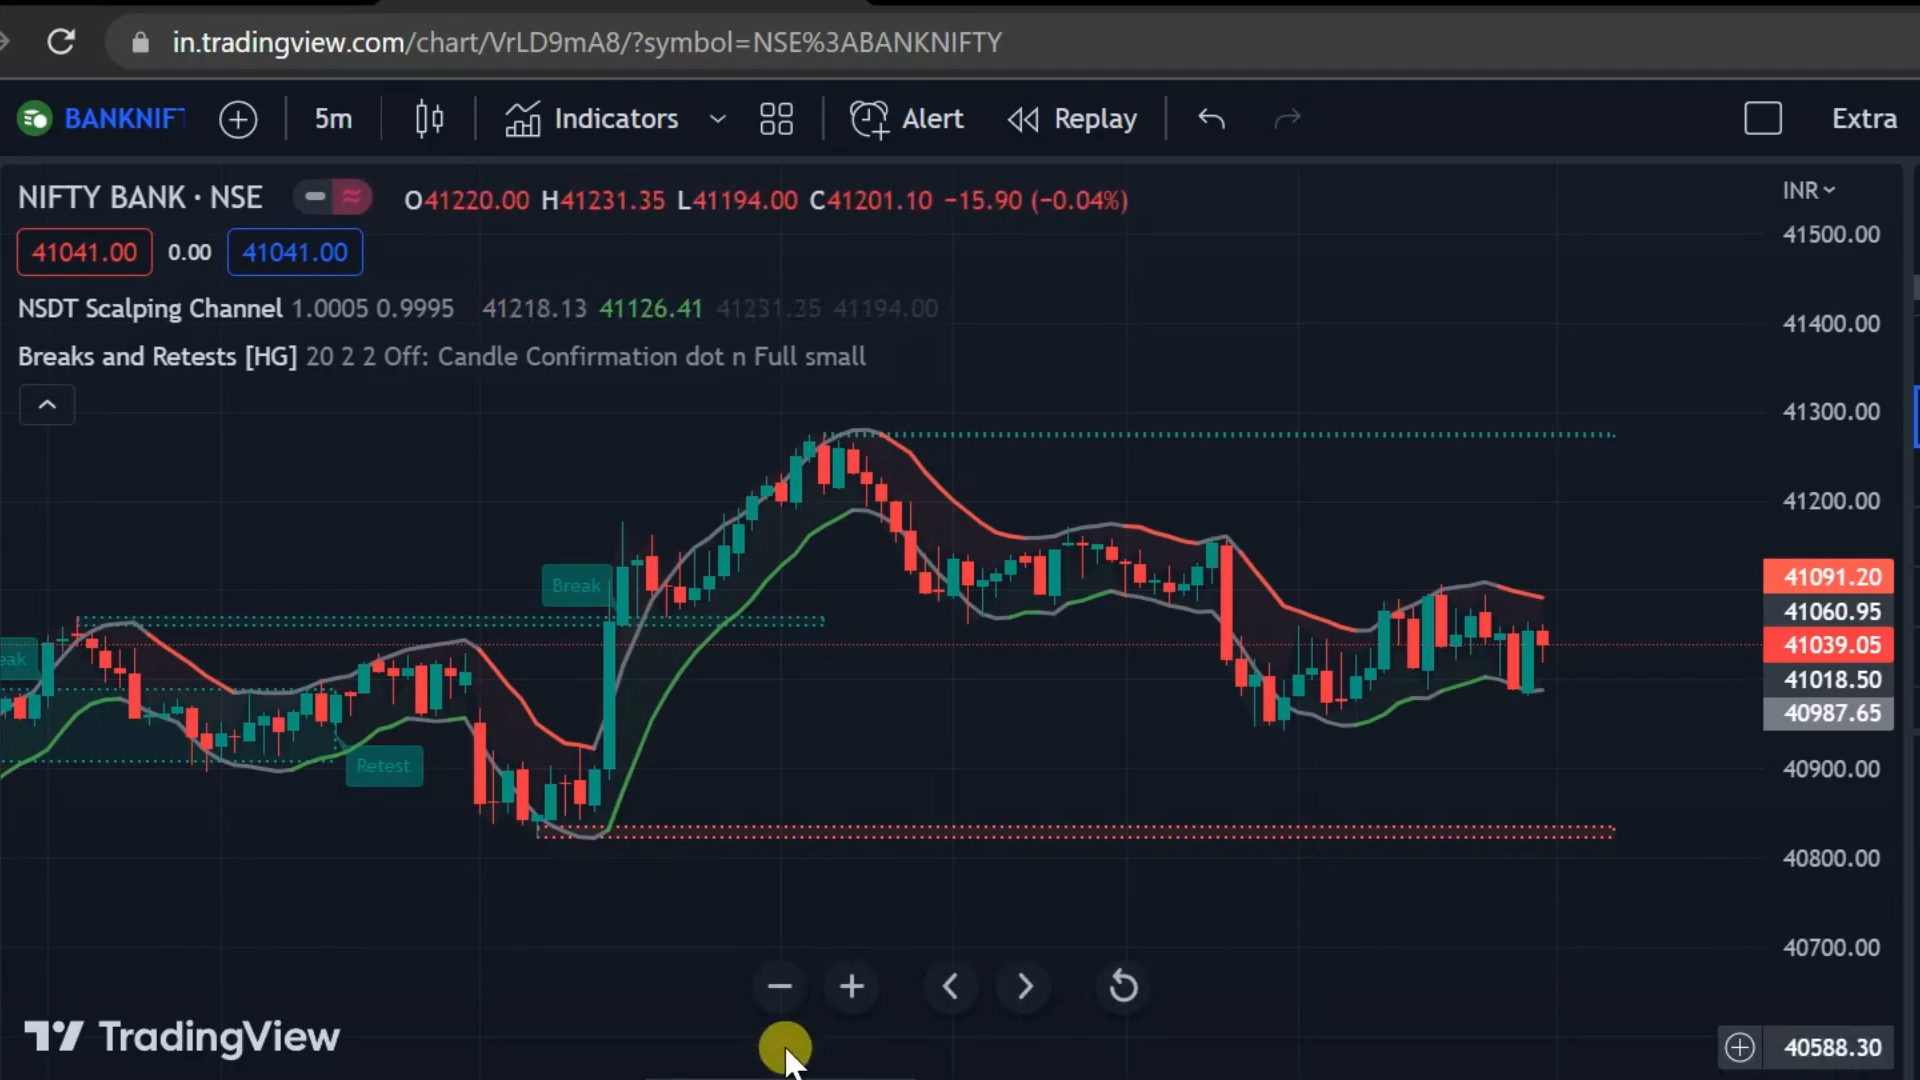 in.tradingview.com/chart/VrLD9mA8/?symbol=NSE%3ABANKNIFTY
BANKNIFT 5m Indicators Alert Replay Extra
NIFTY BANK · NSE O41220.00 H41231.35 L41194.00 C41201.10 −15.90 (−0.04%) INR
41041.00 0.00 41041.00
NSDT Scalping Channel 1.0005 0.9995 41218.13 41126.41 41231.35 41194.00
Breaks and Retests [HG] 20 2 2 Off: Candle Confirmation dot n Full small
41500.00
41400.00
41300.00
41200.00
41091.20
41060.95
41039.05
41018.50
40987.65
40900.00
40800.00
40700.00
40588.30
Break
eak
Retest
TradingView